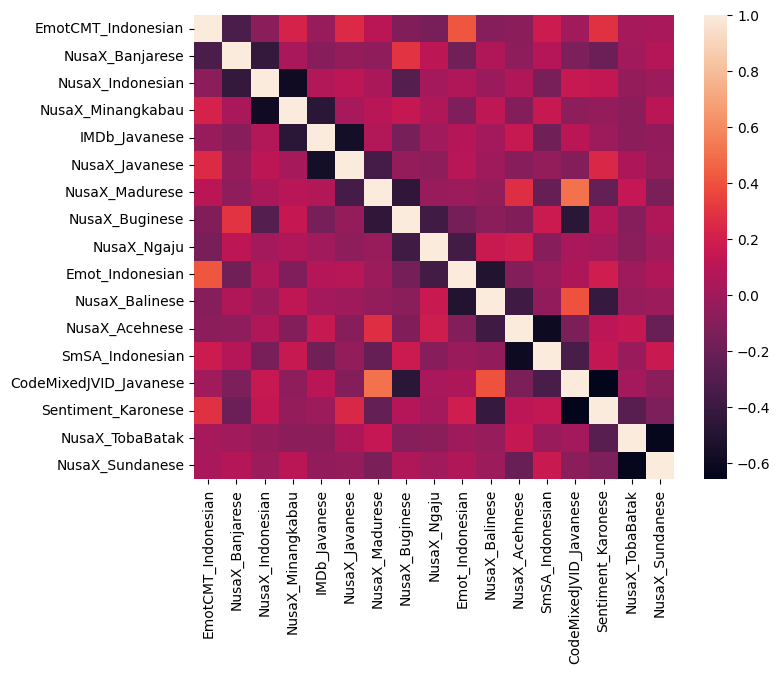 EmotCMT_Indonesian
NusaX_Banjarese
NusaX_Indonesian
NusaX_Minangkabau
IMDb_Javanese
NusaX_Javanese
NusaX_Madurese
NusaX_Buginese
NusaX_Ngaju
Emot_Indonesian
NusaX_Balinese
NusaX_Acehnese
SmSA_Indonesian
CodeMixedJVID_Javanese
Sentiment_Karonese
NusaX_TobaBatak
NusaX_Sundanese
EmotCMT_Indonesian
NusaX_Banjarese
NusaX_Indonesian
NusaX_Minangkabau
IMDb_Javanese
NusaX_Javanese
NusaX_Madurese
NusaX_Buginese
NusaX_Ngaju
Emot_Indonesian
NusaX_Balinese
NusaX_Acehnese
SmSA_Indonesian
CodeMixedJVID_Javanese
Sentiment_Karonese
NusaX_TobaBatak
NusaX_Sundanese
1.0
0.8
0.6
0.4
0.2
0.0
−0.2
−0.4
−0.6